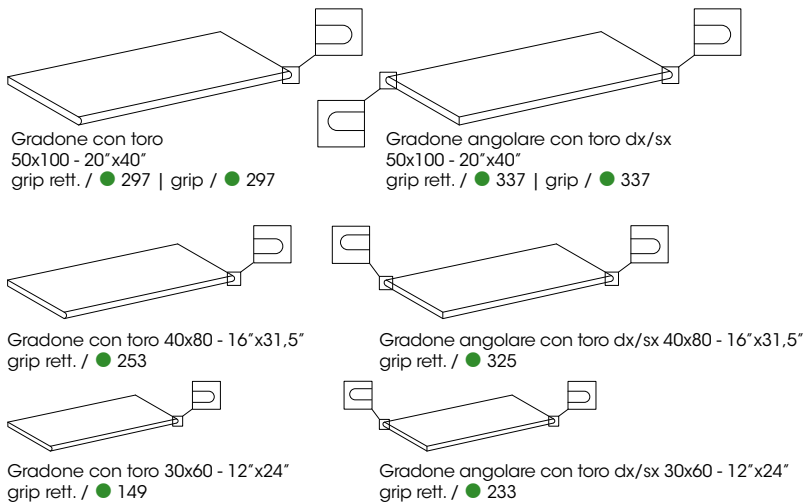 Gradone con toro
50x100 - 20"x40"
grip rett. / ● 297 | grip / ● 297
Gradone angolare con toro dx/sx
50x100 - 20"x40"
grip rett. / ● 337 | grip / ● 337
Gradone con toro 40x80 - 16"x31,5"
grip rett. / ● 253
Gradone angolare con toro dx/sx 40x80 - 16"x31,5"
grip rett. / ● 325
Gradone con toro 30x60 - 12"x24"
grip rett. / ● 149
Gradone angolare con toro dx/sx 30x60 - 12"x24"
grip rett. / ● 233